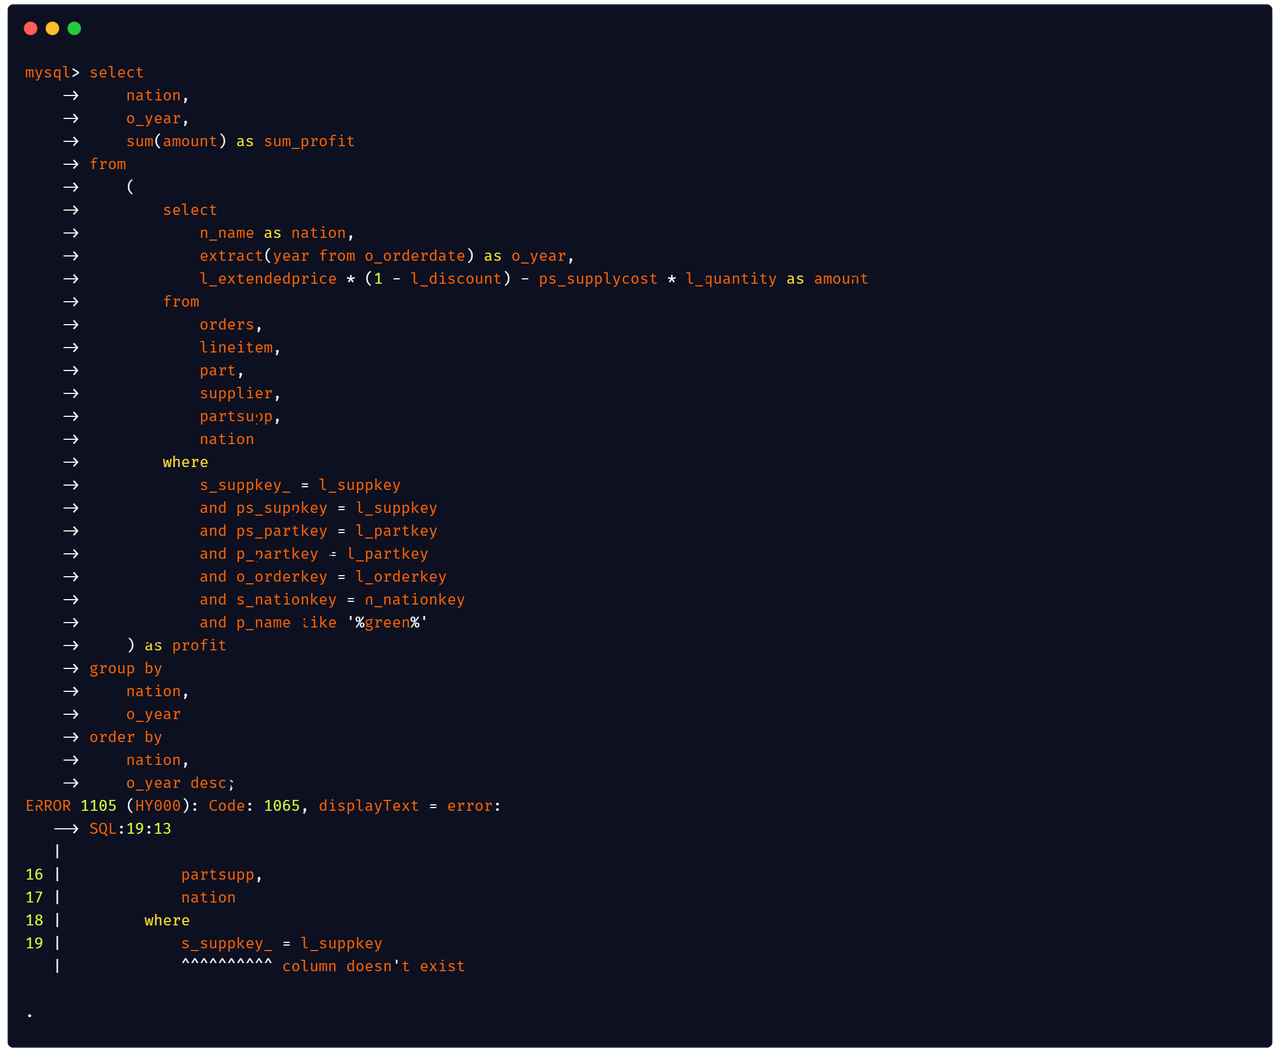 mysql> select
    ->     nation,
    ->     o_year,
    ->     sum(amount) as sum_profit
    -> from
    ->     (
    ->         select
    ->             n_name as nation,
    ->             extract(year from o_orderdate) as o_year,
    ->             l_extendedprice * (1 - l_discount) - ps_supplycost * l_quantity as amount
    ->         from
    ->             orders,
    ->             lineitem,
    ->             part,
    ->             supplier,
    ->             partsupp,
    ->             nation
    ->         where
    ->             s_suppkey_ = l_suppkey
    ->             and ps_suppkey = l_suppkey
    ->             and ps_partkey = l_partkey
    ->             and p_partkey = l_partkey
    ->             and o_orderkey = l_orderkey
    ->             and s_nationkey = n_nationkey
    ->             and p_name like '%green%'
    ->     ) as profit
    -> group by
    ->     nation,
    ->     o_year
    -> order by
    ->     nation,
    ->     o_year desc;
ERROR 1105 (HY000): Code: 1065, displayText = error:
   --> SQL:19:13
   |
16 |             partsupp,
17 |             nation
18 |         where
19 |             s_suppkey_ = l_suppkey
   |             ^^^^^^^^^^ column doesn't exist
.